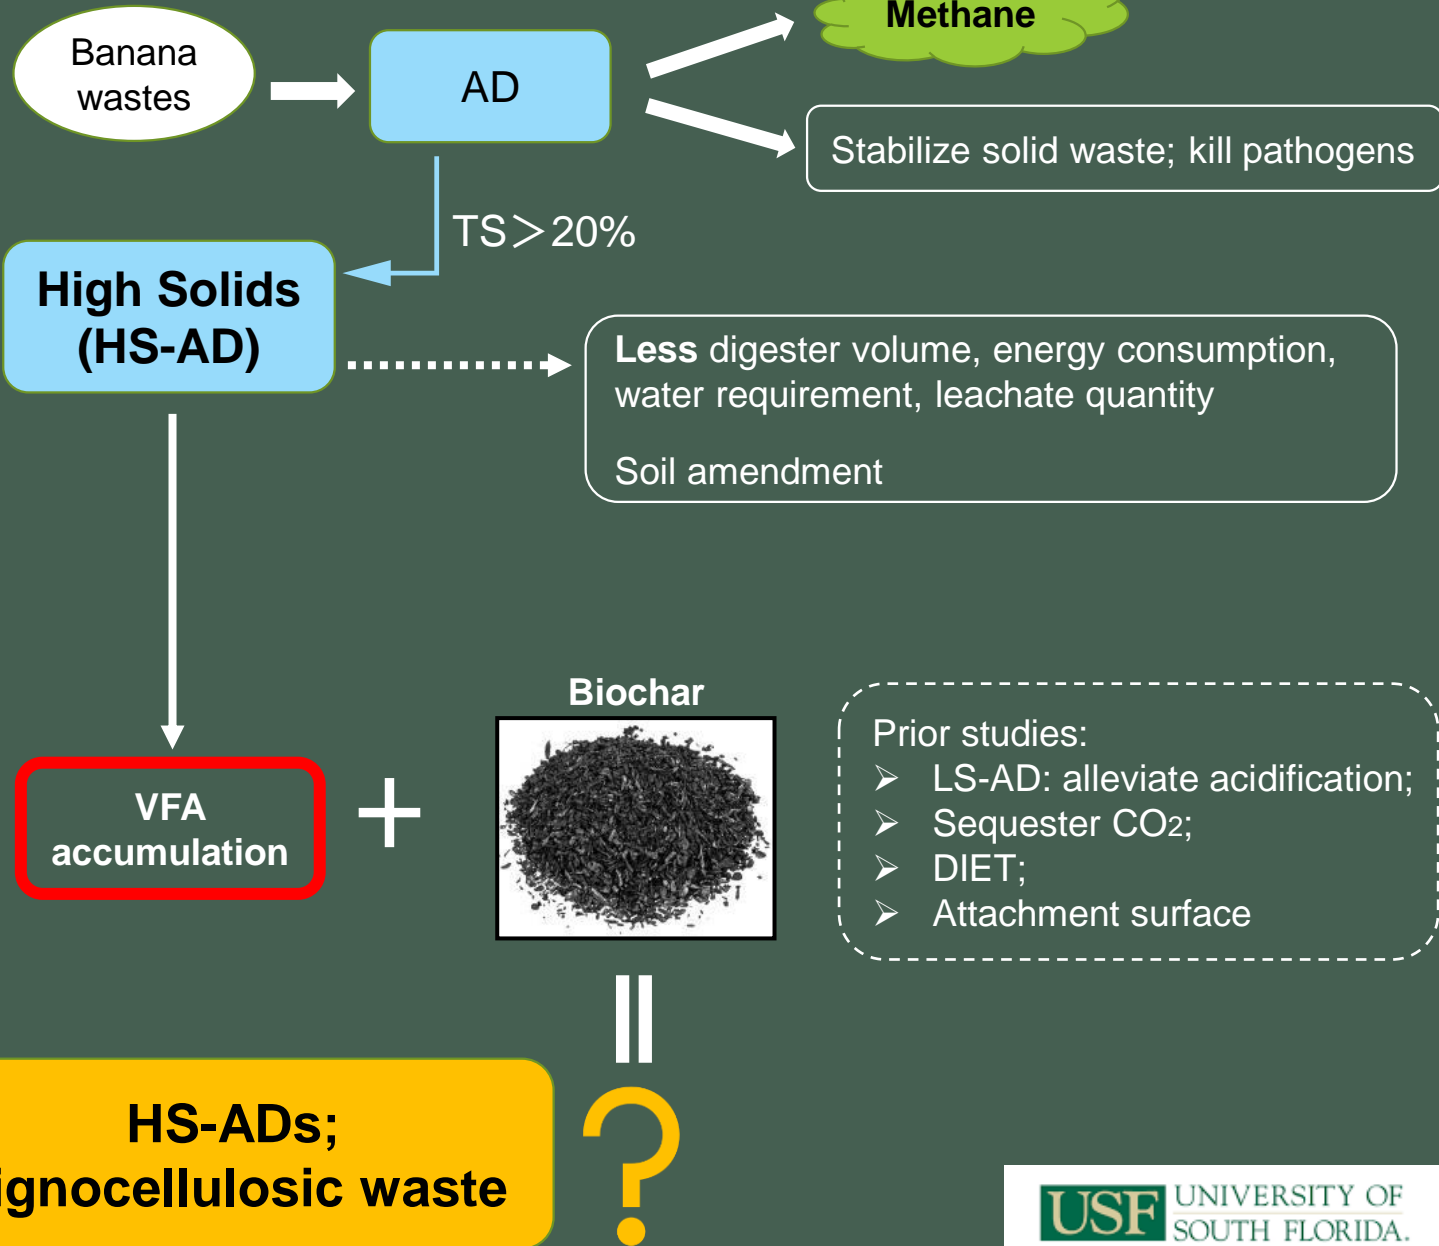 Methane
Banana
wastes
AD
Stabilize solid waste; kill pathogens
TS＞20%
High Solids
(HS-AD)
Less digester volume, energy consumption,
water requirement, leachate quantity
Soil amendment
Biochar
Prior studies:
➢ LS-AD: alleviate acidification;
➢ Sequester CO2;
➢ DIET;
➢ Attachment surface
VFA
accumulation
+
=
?
HS-ADs;
ignocellulosic waste
USF UNIVERSITY OF
SOUTH FLORIDA.